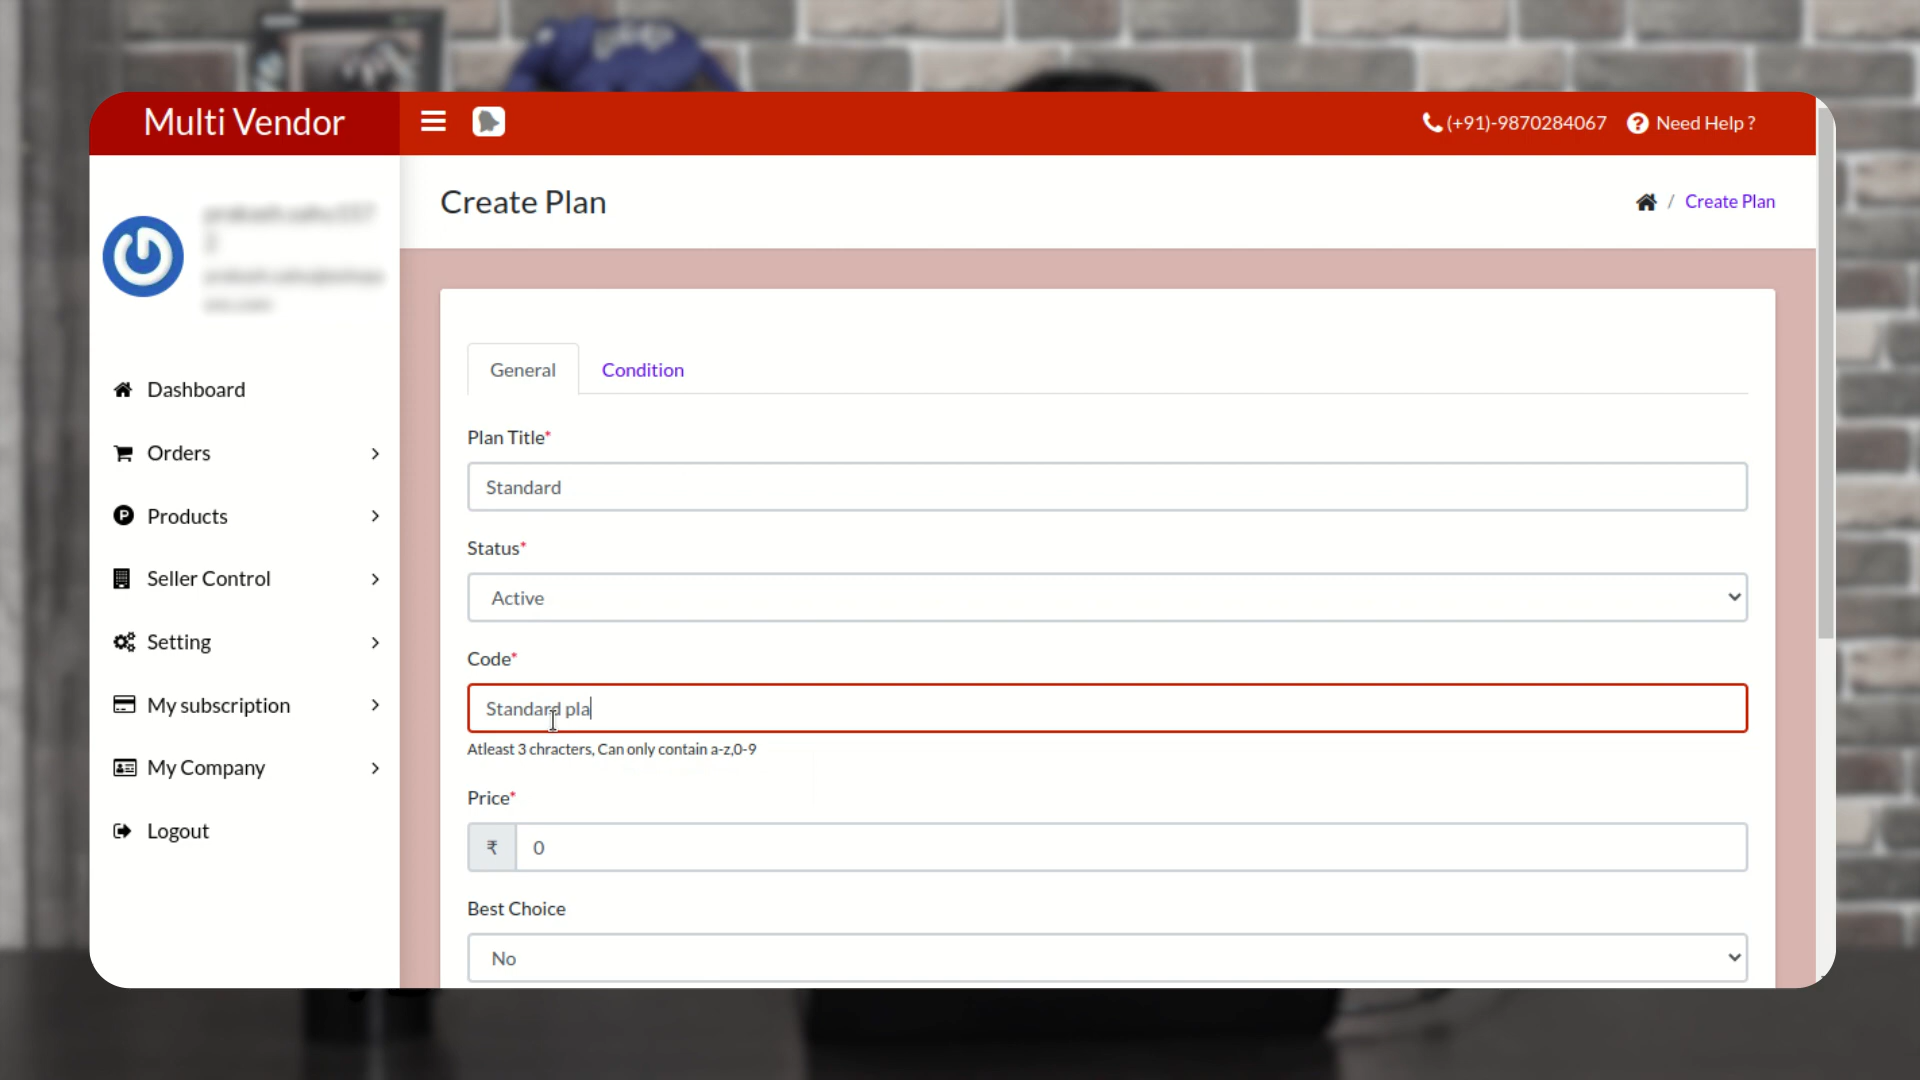 Multi Vendor
(+91)-9870284067
Need Help ?
Create Plan
/ Create Plan
Dashboard
Orders
Products
Seller Control
Setting
My subscription
My Company
Logout
General
Condition
Plan Title*
Standard
Status*
Active
Code*
Standard pla
Atleast 3 chracters, Can only contain a-z,0-9
Price*
₹ 0
Best Choice
No